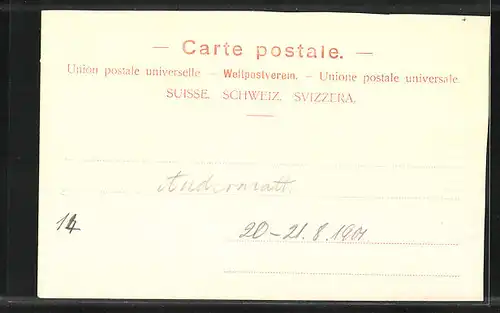 — Carte postale. —
Union postale universelle — Weltpostverein. — Unione postale universale
SUISSE. SCHWEIZ. SVIZZERA.
Andermatt.
14
20-21. 8. 1901.